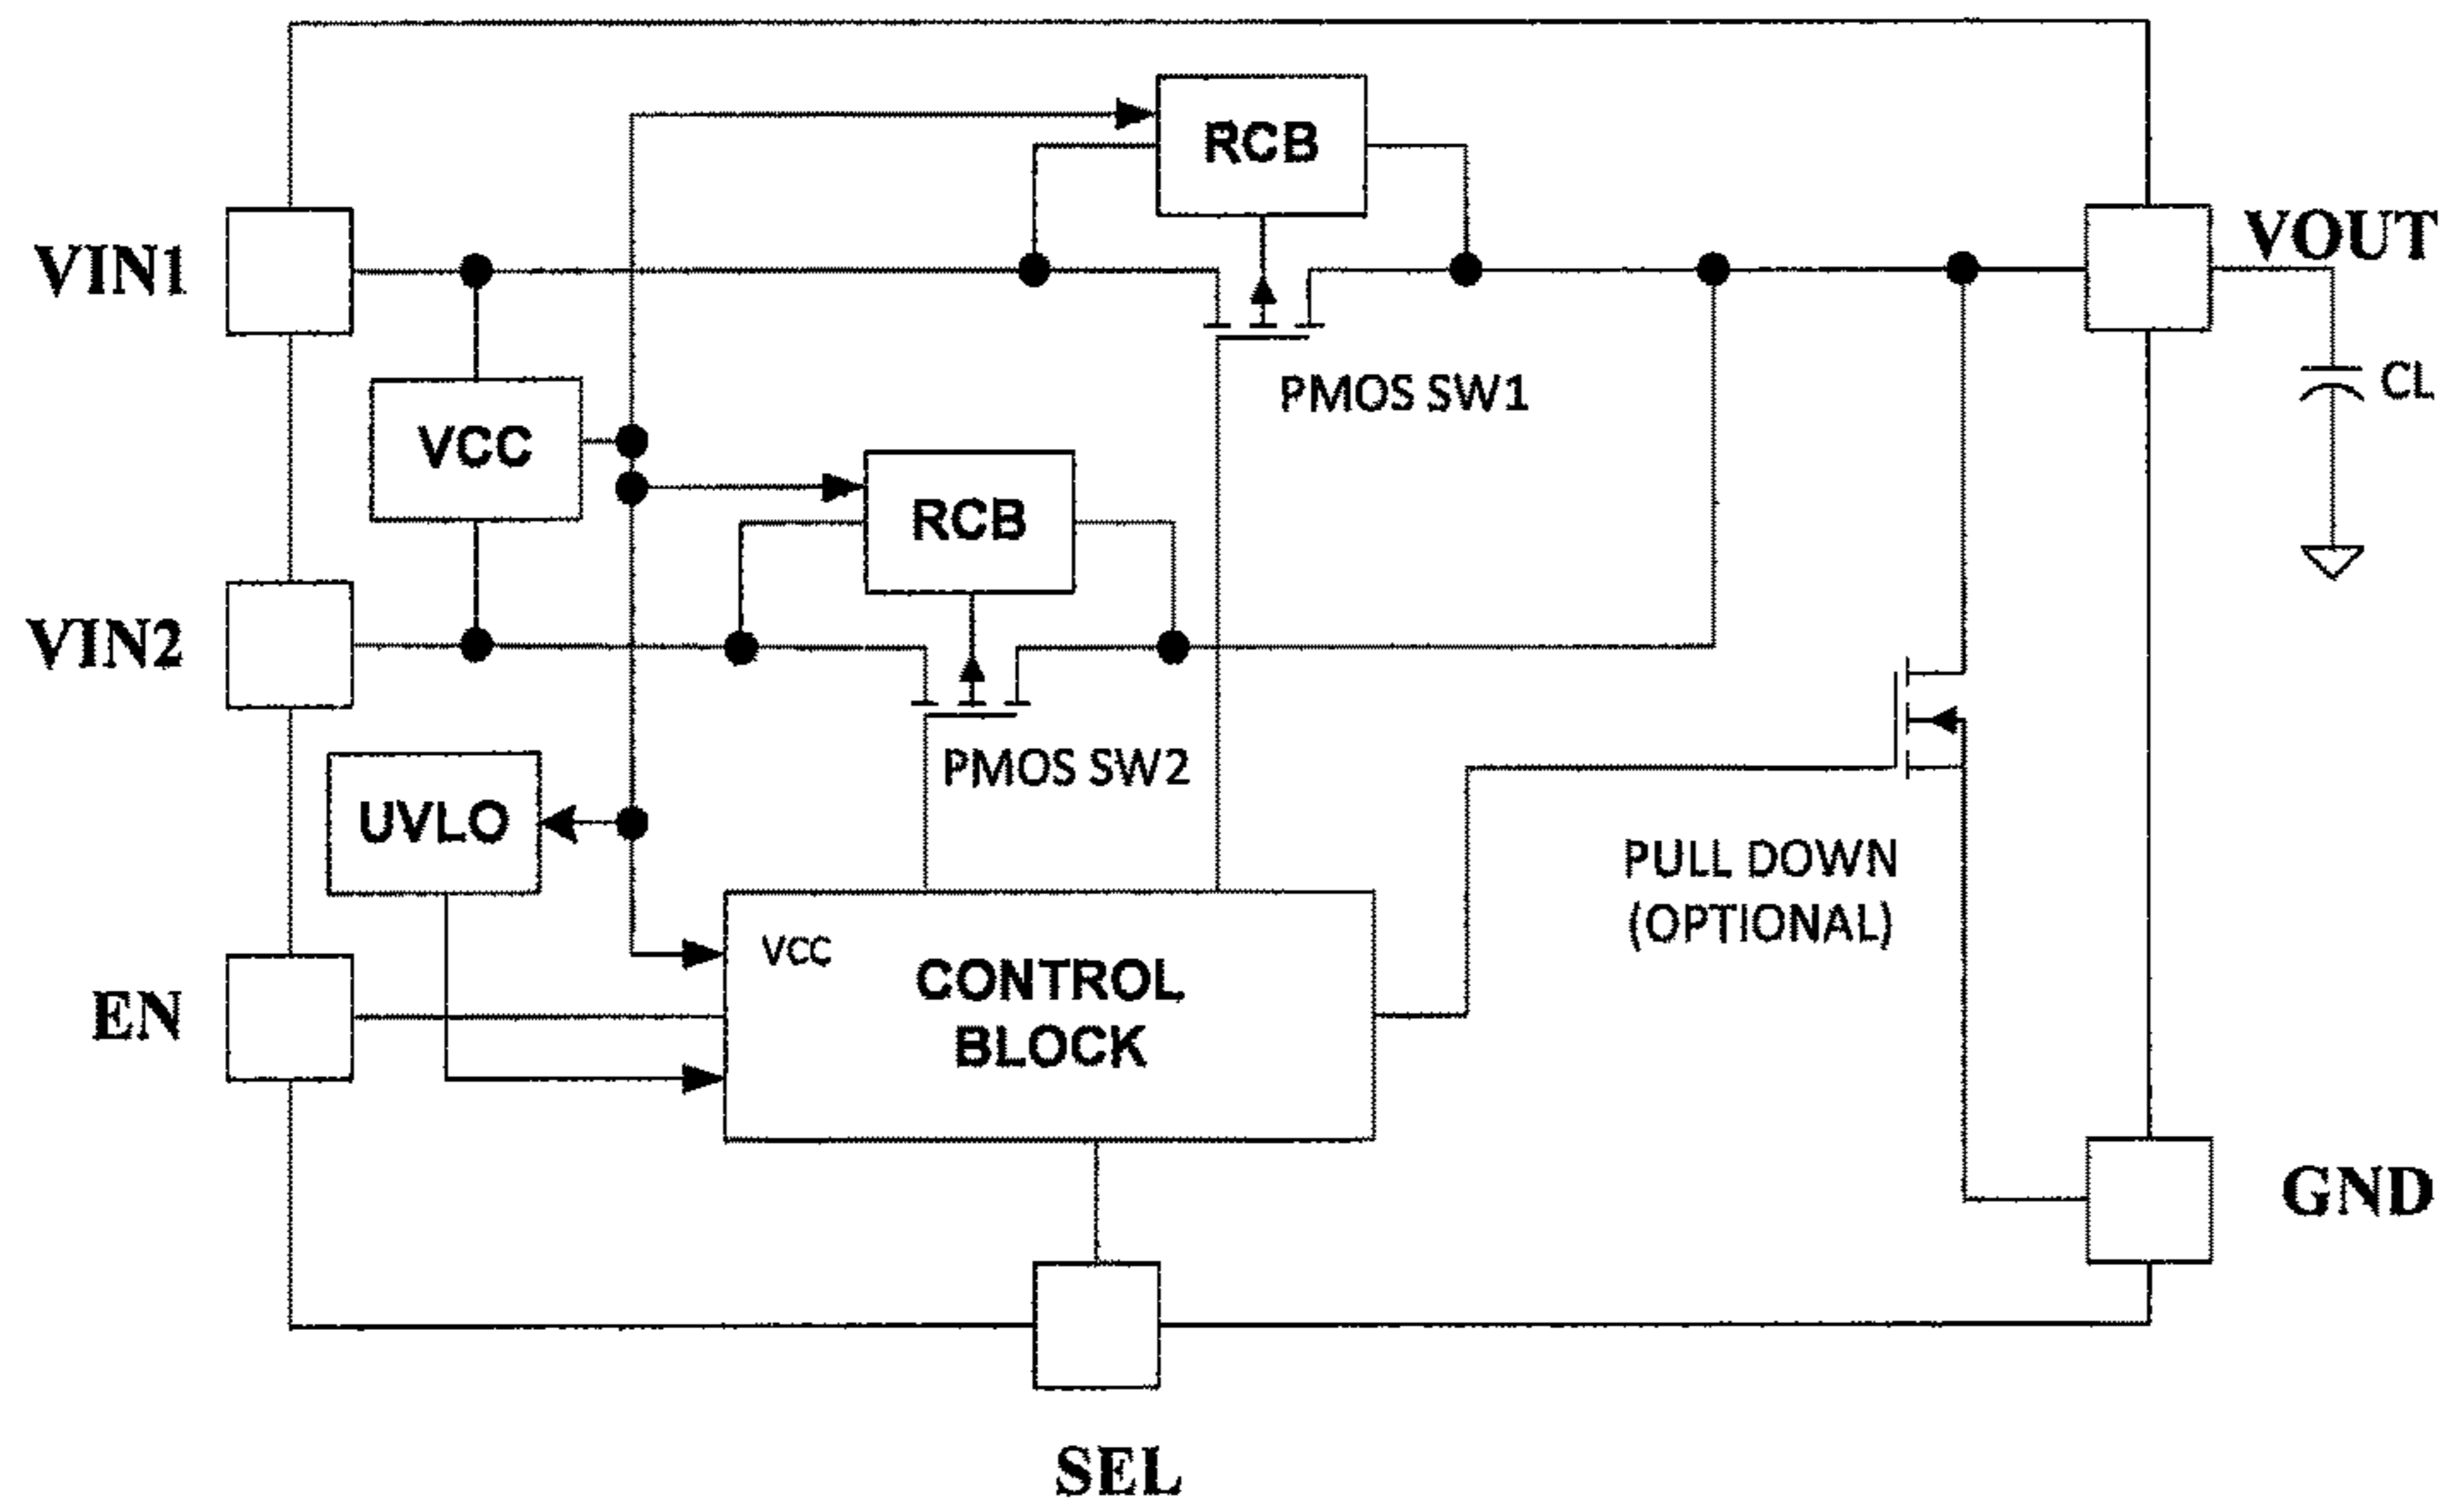 RCB
VOUT
VIN1
PMOS SW1
CL
VCC
RCB
VIN2
PMOS SW2
UVLO
PULL DOWN
(OPTIONAL)
VCC
CONTROL
BLOCK
EN
GND
SEL